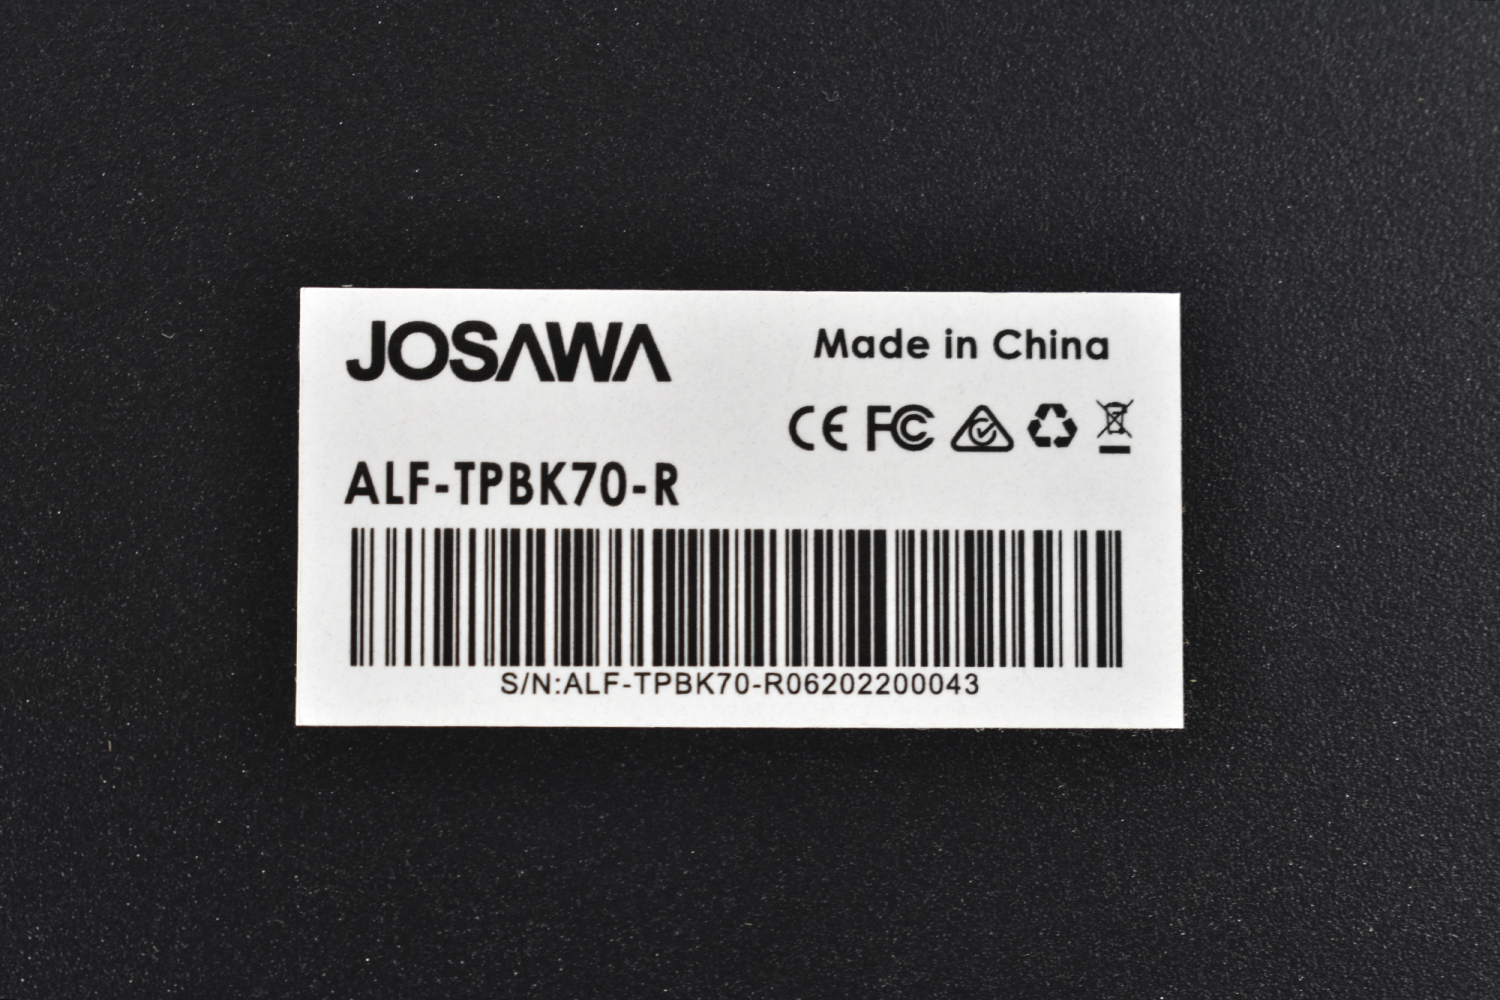 JOSAWA
Made in China
CE FC
ALF-TPBK70-R
S/N:ALF-TPBK70-R06202200043